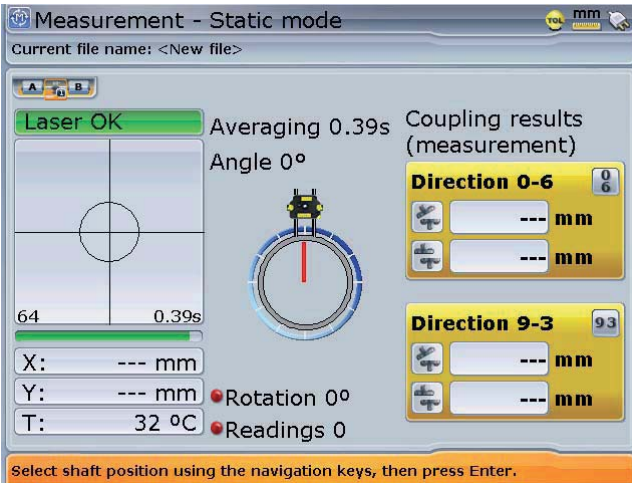 Measurement - Static mode
TOL mm
Current file name: <New file>
A B
Laser OK
64 0.39s
X: --- mm
Y: --- mm
T: 32 ºC
Averaging 0.39s
Angle 0º
Rotation 0º
Readings 0
Coupling results
(measurement)
Direction 0-6
0
6
--- mm
--- mm
Direction 9-3
93
--- mm
--- mm
Select shaft position using the navigation keys, then press Enter.